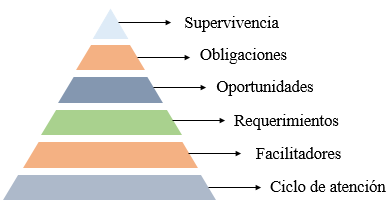 Supervivencia
Obligaciones
Oportunidades
Requerimientos
Facilitadores
Ciclo de atención